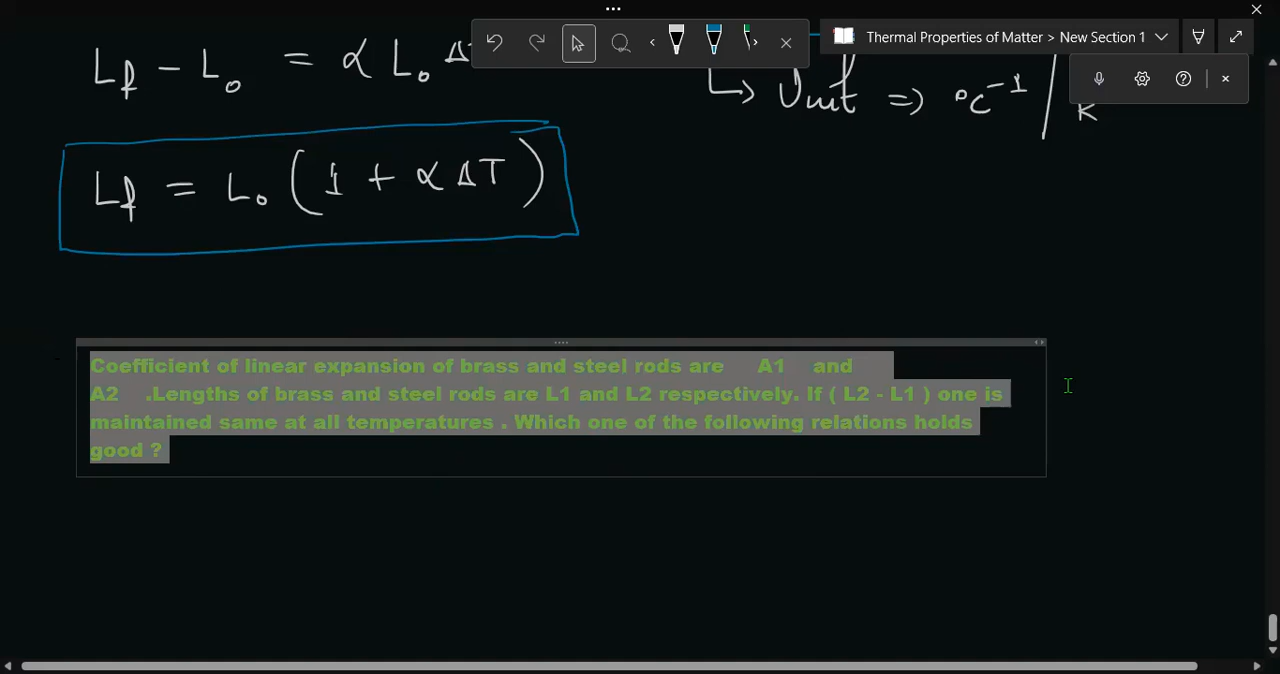 Thermal Properties of Matter > New Section 1
Lf - L₀ = α L₀
↳ Unit ⇒ °C⁻¹ / K
Lf = L₀ ( 1 + α ΔT )
Coefficient of linear expansion of brass and steel rods are A1 and
A2 .Lengths of brass and steel rods are L1 and L2 respectively. If ( L2 - L1 ) one is
maintained same at all temperatures . Which one of the following relations holds
good ?